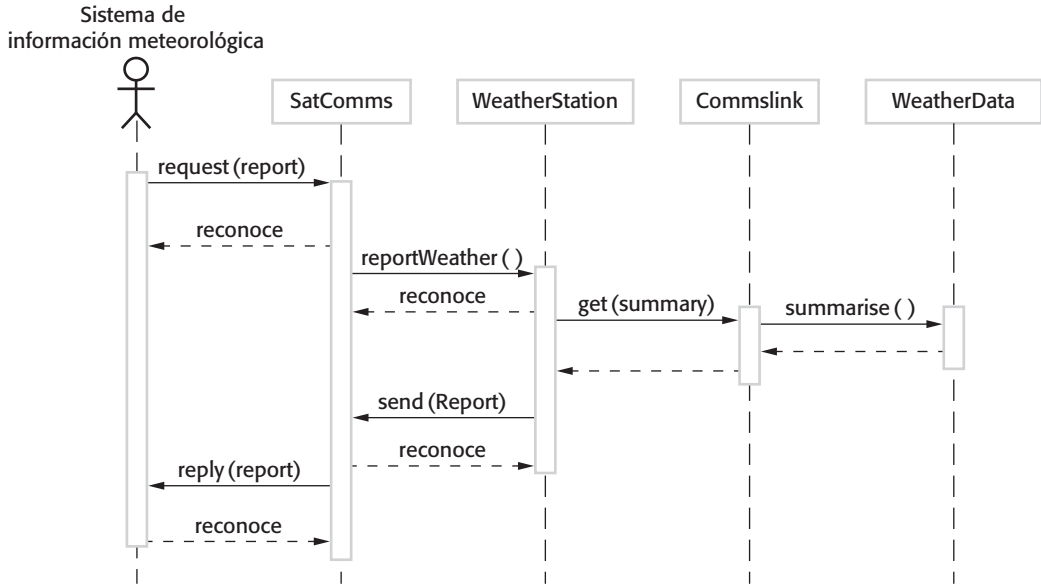 Sistema de
información meteorológica
SatComms
WeatherStation
Commslink
WeatherData
request (report)
reconoce
reportWeather ( )
reconoce
get (summary)
summarise ( )
send (Report)
reconoce
reply (report)
reconoce